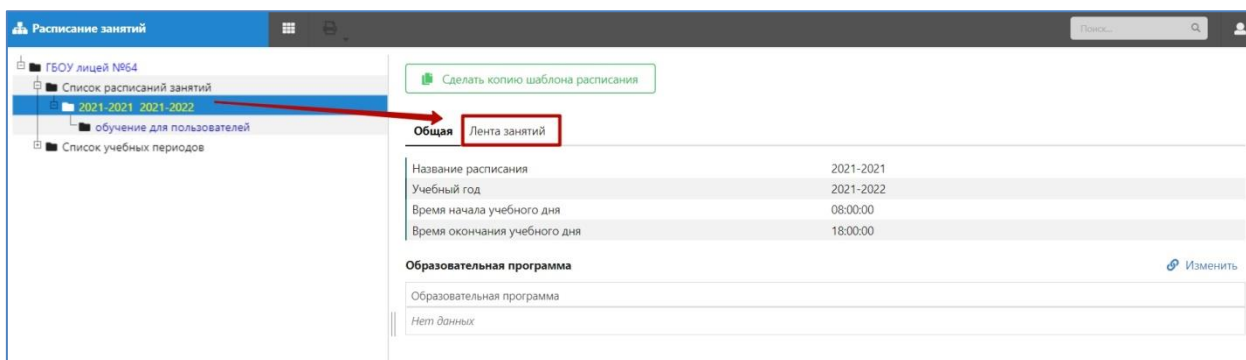 Расписание занятий
Поиск...
ГБОУ лицей №64
Список расписаний занятий
2021-2021 2021-2022
обучение для пользователей
Список учебных периодов
Сделать копию шаблона расписания
Общая Лента занятий
Название расписания 2021-2021
Учебный год 2021-2022
Время начала учебного дня 08:00:00
Время окончания учебного дня 18:00:00
Образовательная программа Изменить
Образовательная программа
Нет данных